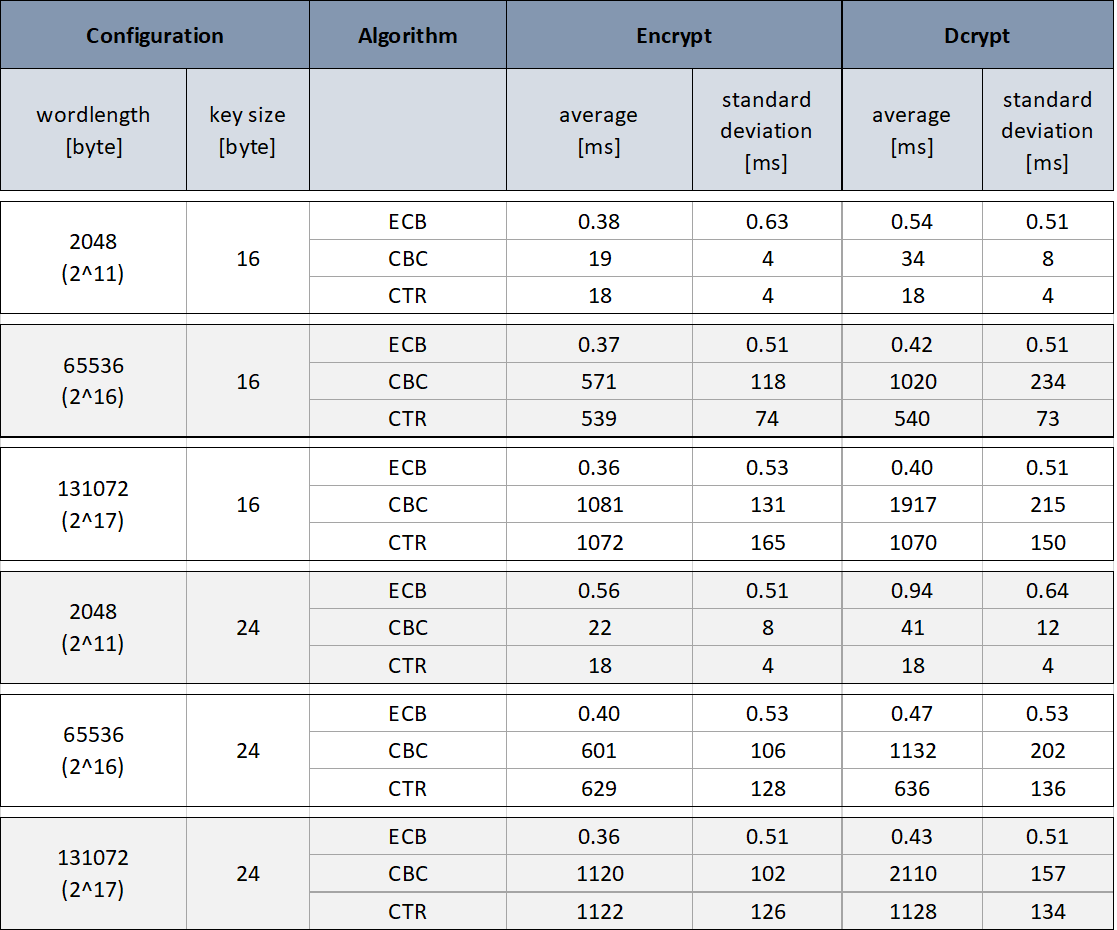 Configuration Algorithm Encrypt Dcrypt
wordlength [byte] key size [byte] average [ms] standard deviation [ms] average [ms] standard deviation [ms]
2048 (2^11) 16 ECB 0.38 0.63 0.54 0.51
CBC 19 4 34 8
CTR 18 4 18 4
65536 (2^16) 16 ECB 0.37 0.51 0.42 0.51
CBC 571 118 1020 234
CTR 539 74 540 73
131072 (2^17) 16 ECB 0.36 0.53 0.40 0.51
CBC 1081 131 1917 215
CTR 1072 165 1070 150
2048 (2^11) 24 ECB 0.56 0.51 0.94 0.64
CBC 22 8 41 12
CTR 18 4 18 4
65536 (2^16) 24 ECB 0.40 0.53 0.47 0.53
CBC 601 106 1132 202
CTR 629 128 636 136
131072 (2^17) 24 ECB 0.36 0.51 0.43 0.51
CBC 1120 102 2110 157
CTR 1122 126 1128 134